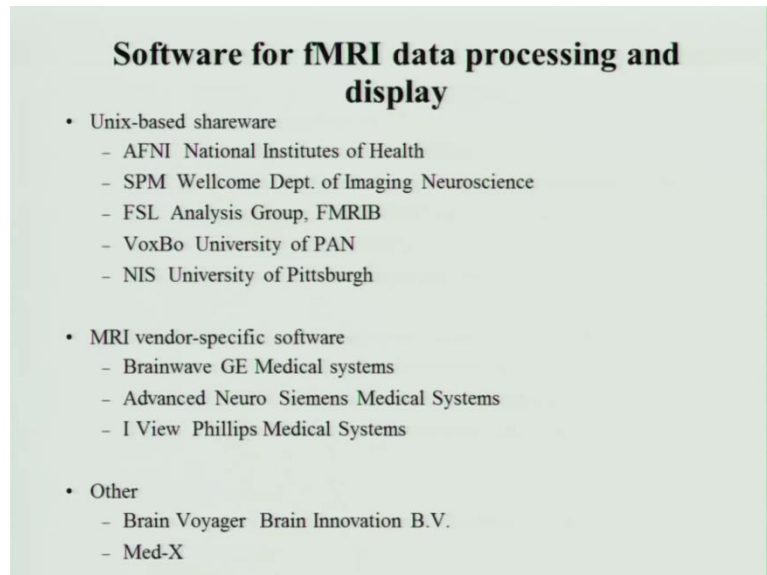 Software for fMRI data processing and
display
• Unix-based shareware
– AFNI National Institutes of Health
– SPM Wellcome Dept. of Imaging Neuroscience
– FSL Analysis Group, FMRIB
– VoxBo University of PAN
– NIS University of Pittsburgh
• MRI vendor-specific software
– Brainwave GE Medical systems
– Advanced Neuro Siemens Medical Systems
– I View Phillips Medical Systems
• Other
– Brain Voyager Brain Innovation B.V.
– Med-X